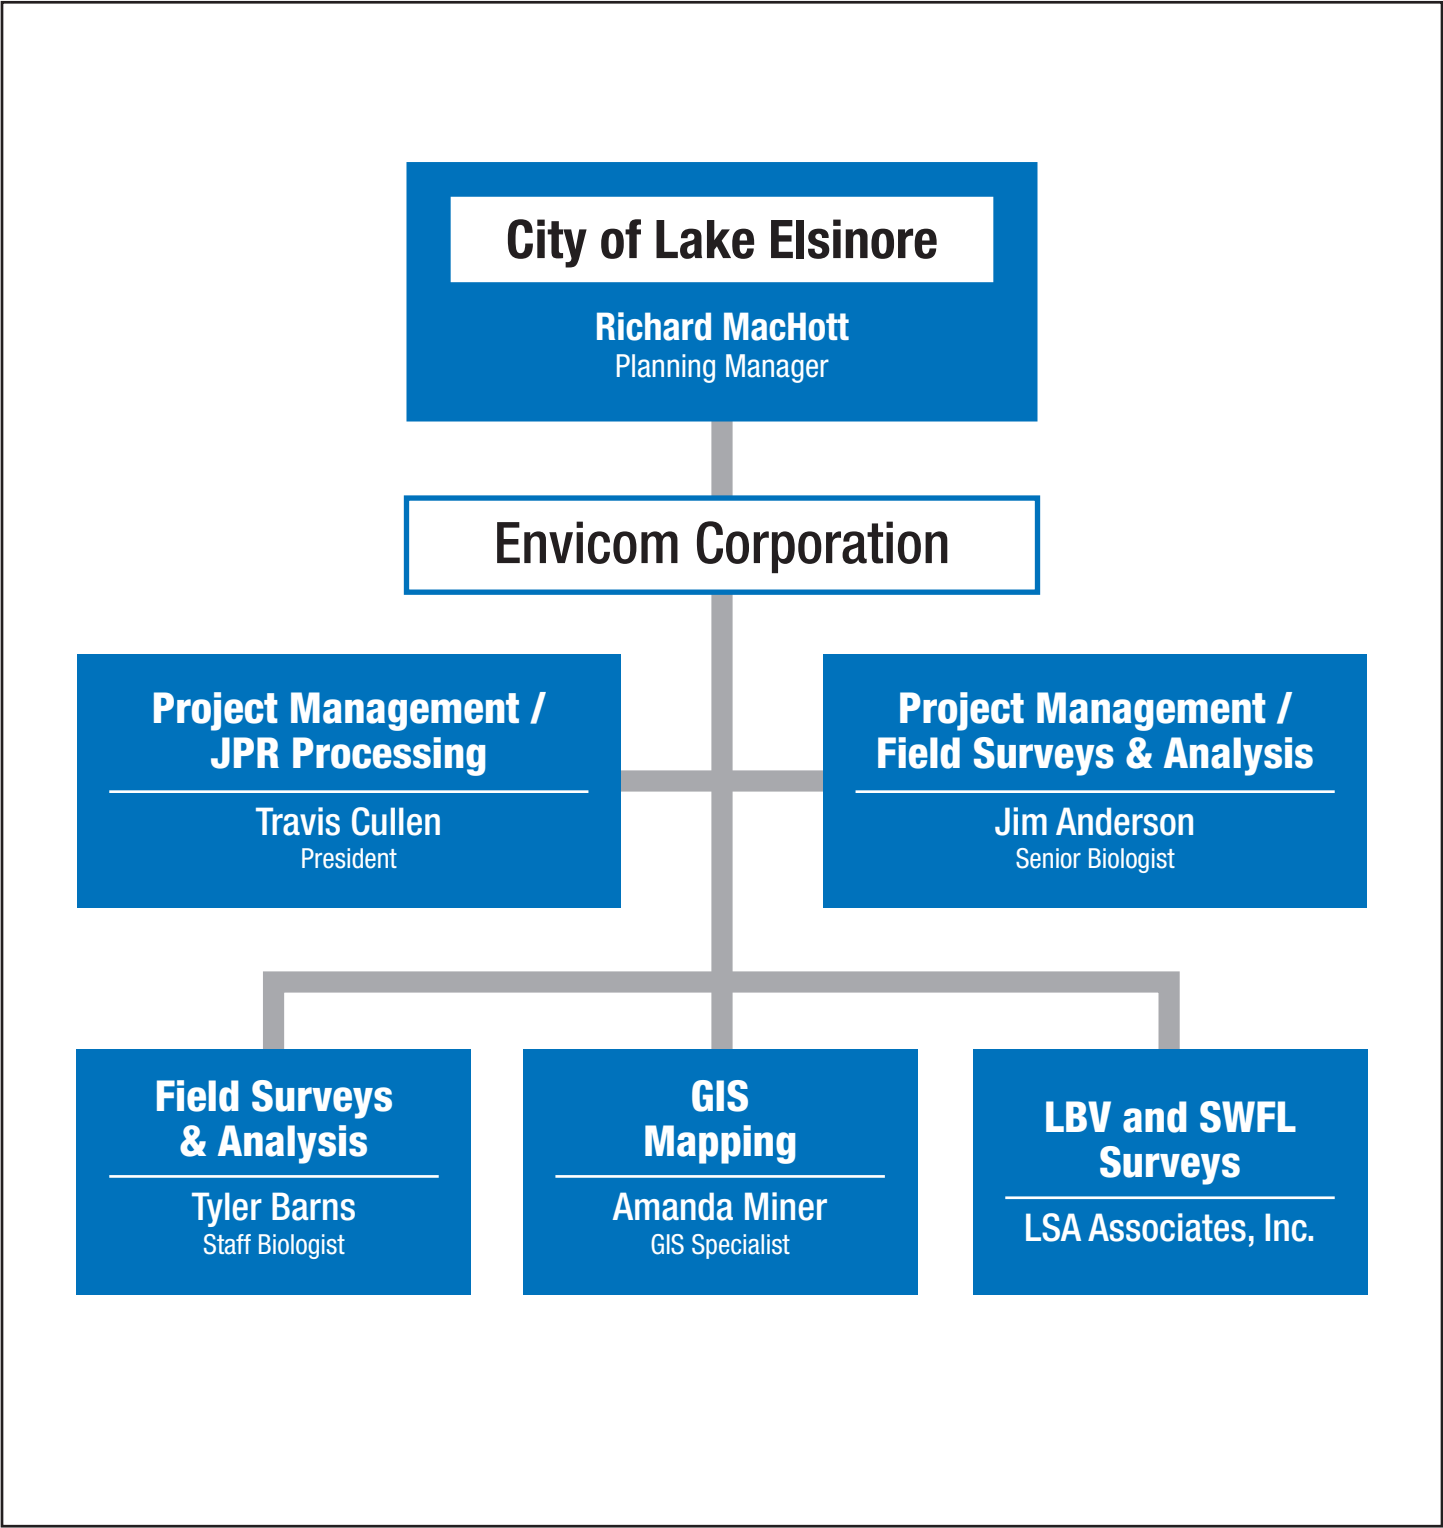 City of Lake Elsinore
Richard MacHott
Planning Manager
Envicom Corporation
Project Management /
JPR Processing
Travis Cullen
President
Project Management /
Field Surveys & Analysis
Jim Anderson
Senior Biologist
Field Surveys
& Analysis
Tyler Barns
Staff Biologist
GIS
Mapping
Amanda Miner
GIS Specialist
LBV and SWFL
Surveys
LSA Associates, Inc.